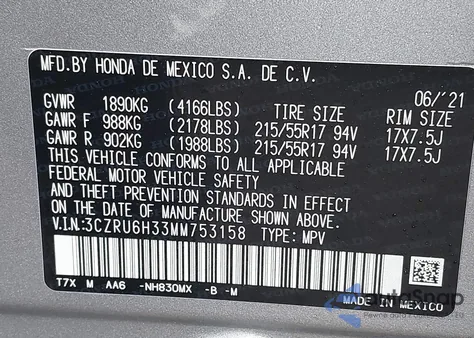 MFD.BY HONDA DE MEXICO S.A. DE C.V.
06/'21
GVWR 1890KG (4166LBS) TIRE SIZE RIM SIZE
GAWR F 988KG (2178LBS) 215/55R17 94V 17X7.5J
GAWR R 902KG (1988LBS) 215/55R17 94V 17X7.5J
THIS VEHICLE CONFORMS TO ALL APPLICABLE
FEDERAL MOTOR VEHICLE SAFETY
AND THEFT PREVENTION STANDARDS IN EFFECT
ON THE DATE OF MANUFACTURE SHOWN ABOVE.
V.I.N:3CZRU6H33MM753158 TYPE: MPV
T7X M AA6 -NH830MX -B -M
MADE IN MEXICO
AutoSnap